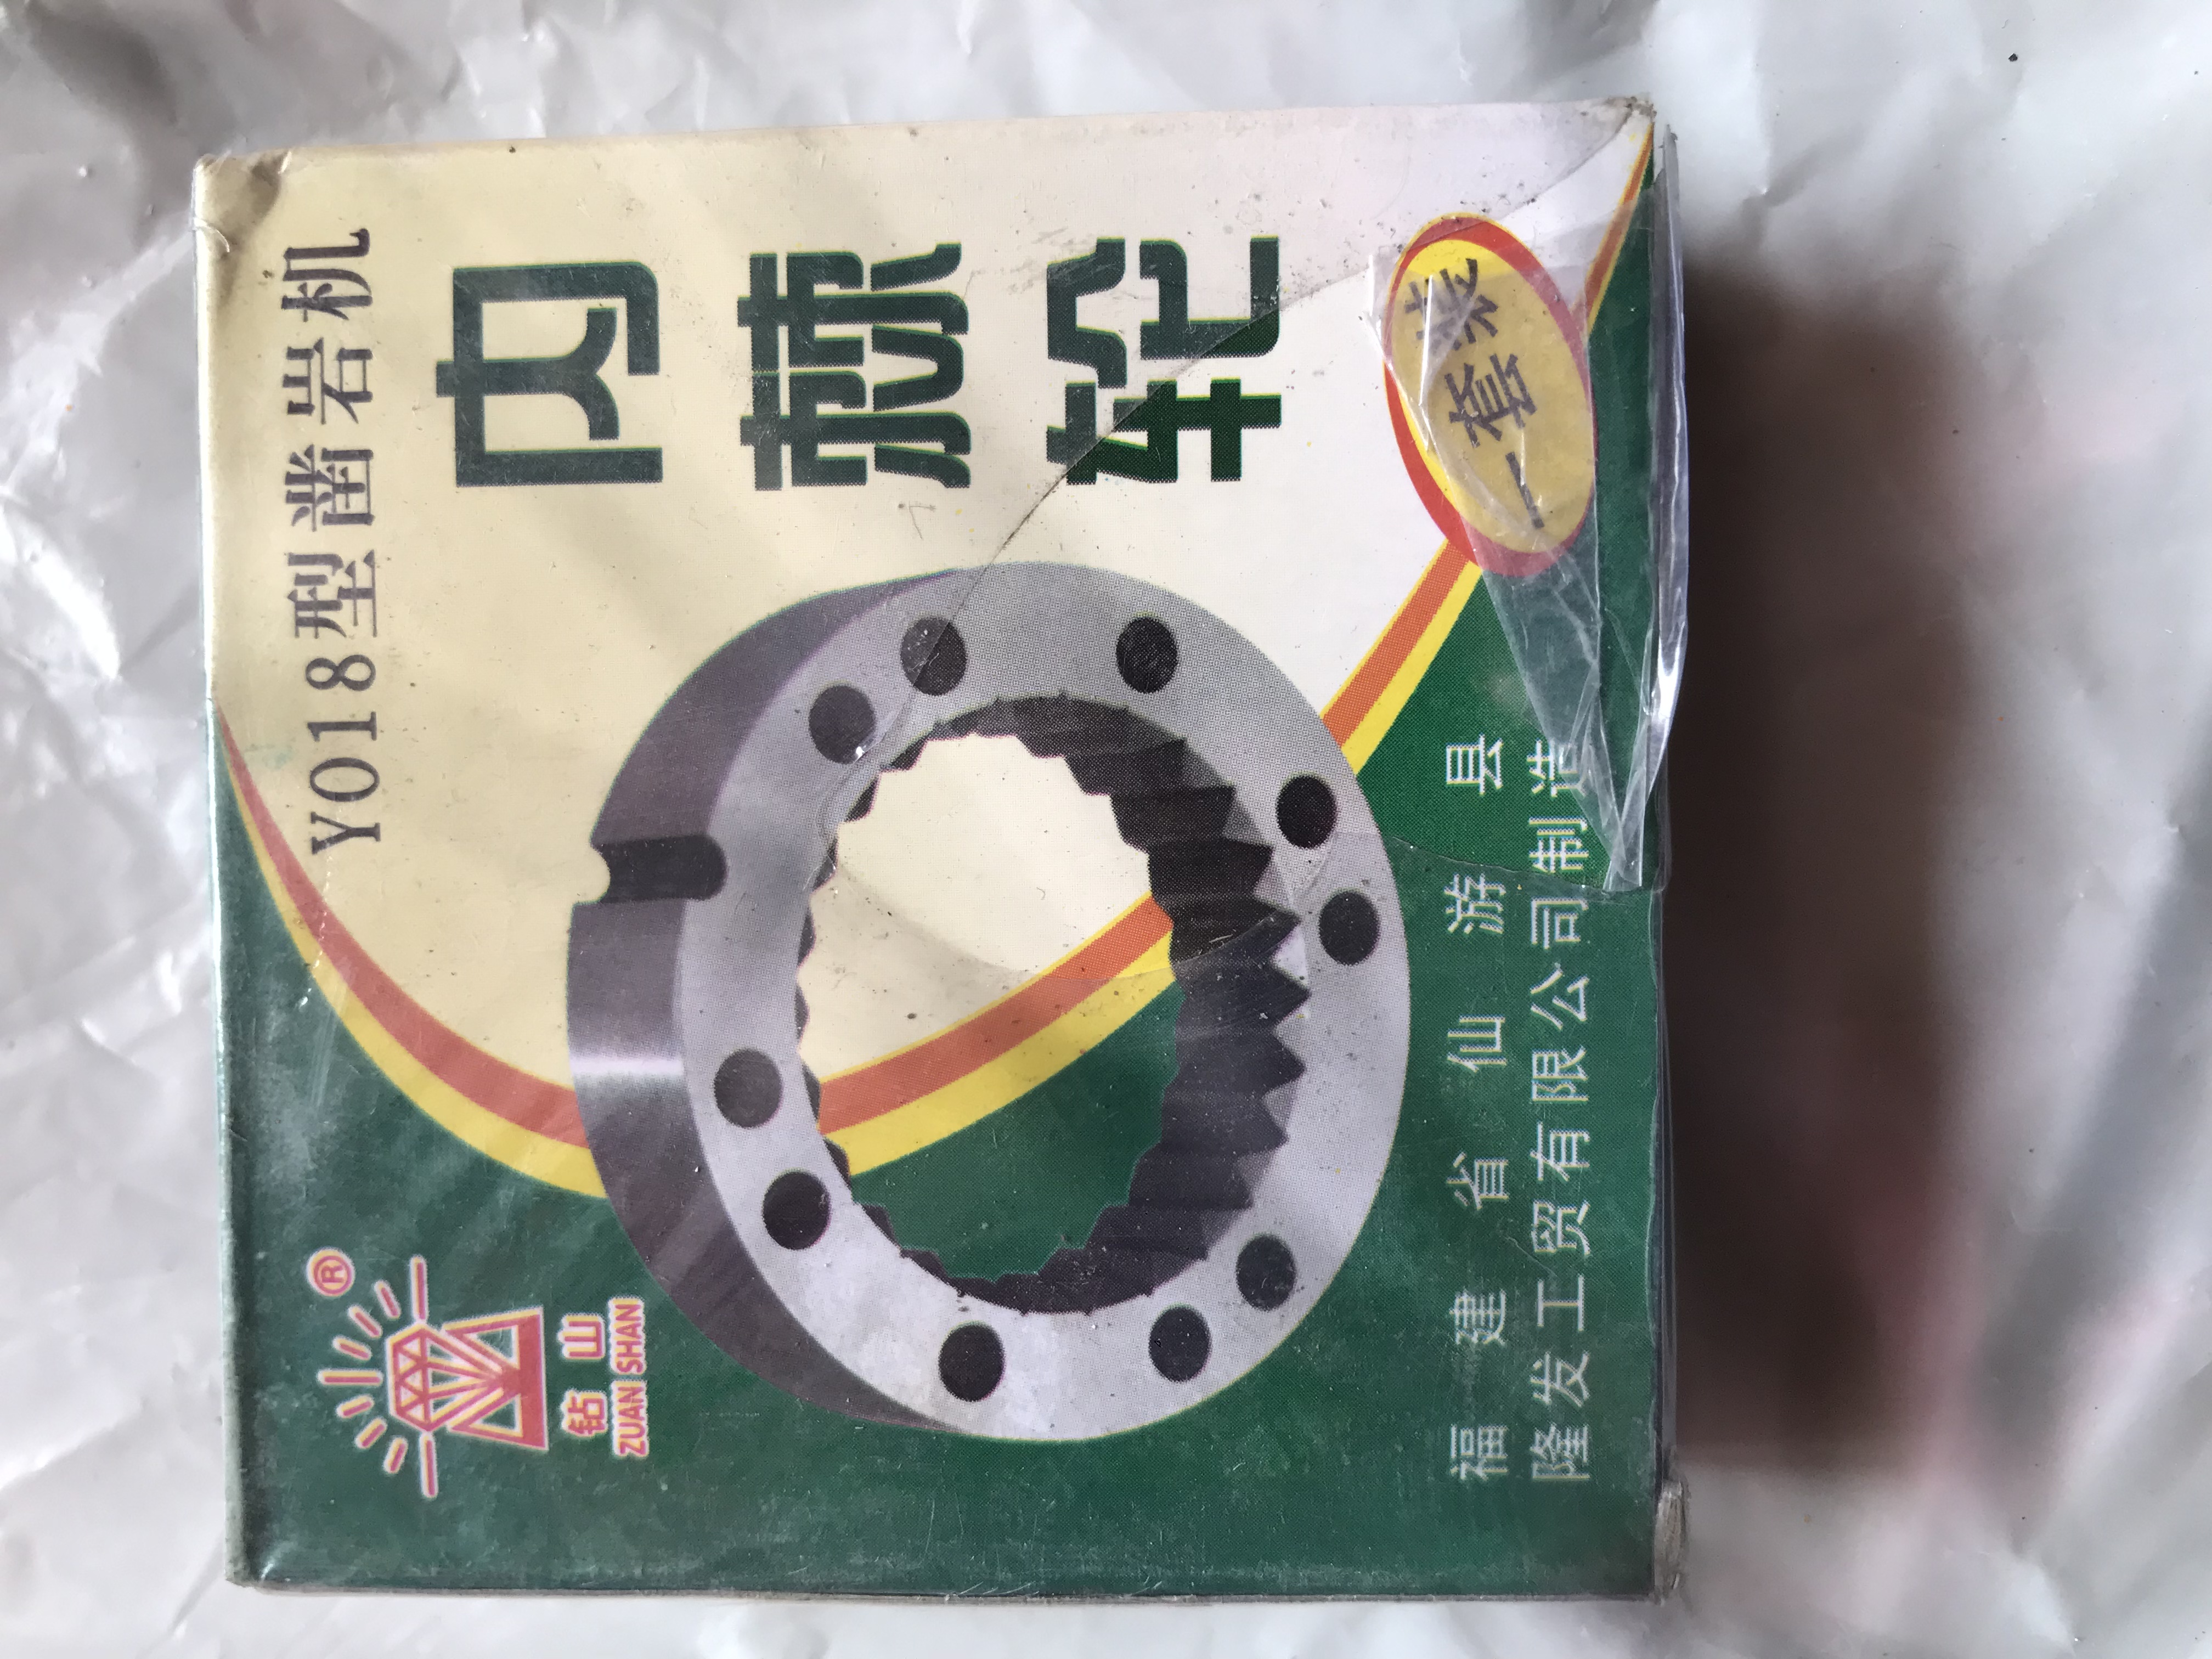 ®
钻山
ZUAN SHAN
Y018型凿岩机
内棘轮
一套装
福建省仙游县
隆发工贸有限公司制造